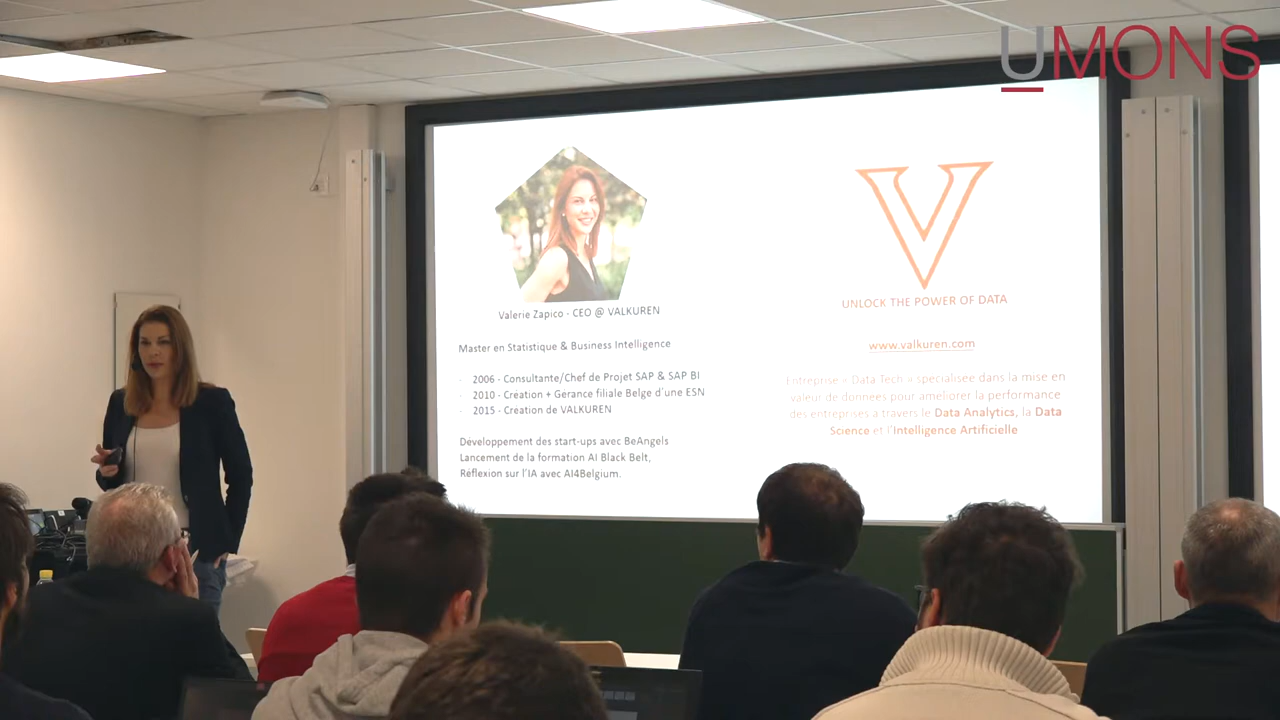 UMONS
Valerie Zapico - CEO @ VALKUREN
Master en Statistique & Business Intelligence
- 2006 - Consultante/Chef de Projet SAP & SAP BI
- 2010 - Création + Gérance filiale Belge d'une ESN
- 2015 - Création de VALKUREN
Développement des start-ups avec BeAngels
Lancement de la formation AI Black Belt,
Réflexion sur l'IA avec AI4Belgium.
V
UNLOCK THE POWER OF DATA
www.valkuren.com
Entreprise « Data Tech » spécialisée dans la mise en
valeur de données pour améliorer la performance
des entreprises à travers le Data Analytics, la Data
Science et l'Intelligence Artificielle